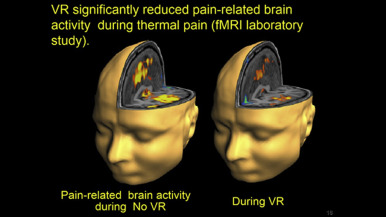 VR significantly reduced pain-related brain
activity during thermal pain (fMRI laboratory
study).
Pain-related brain activity
during No VR
During VR
19